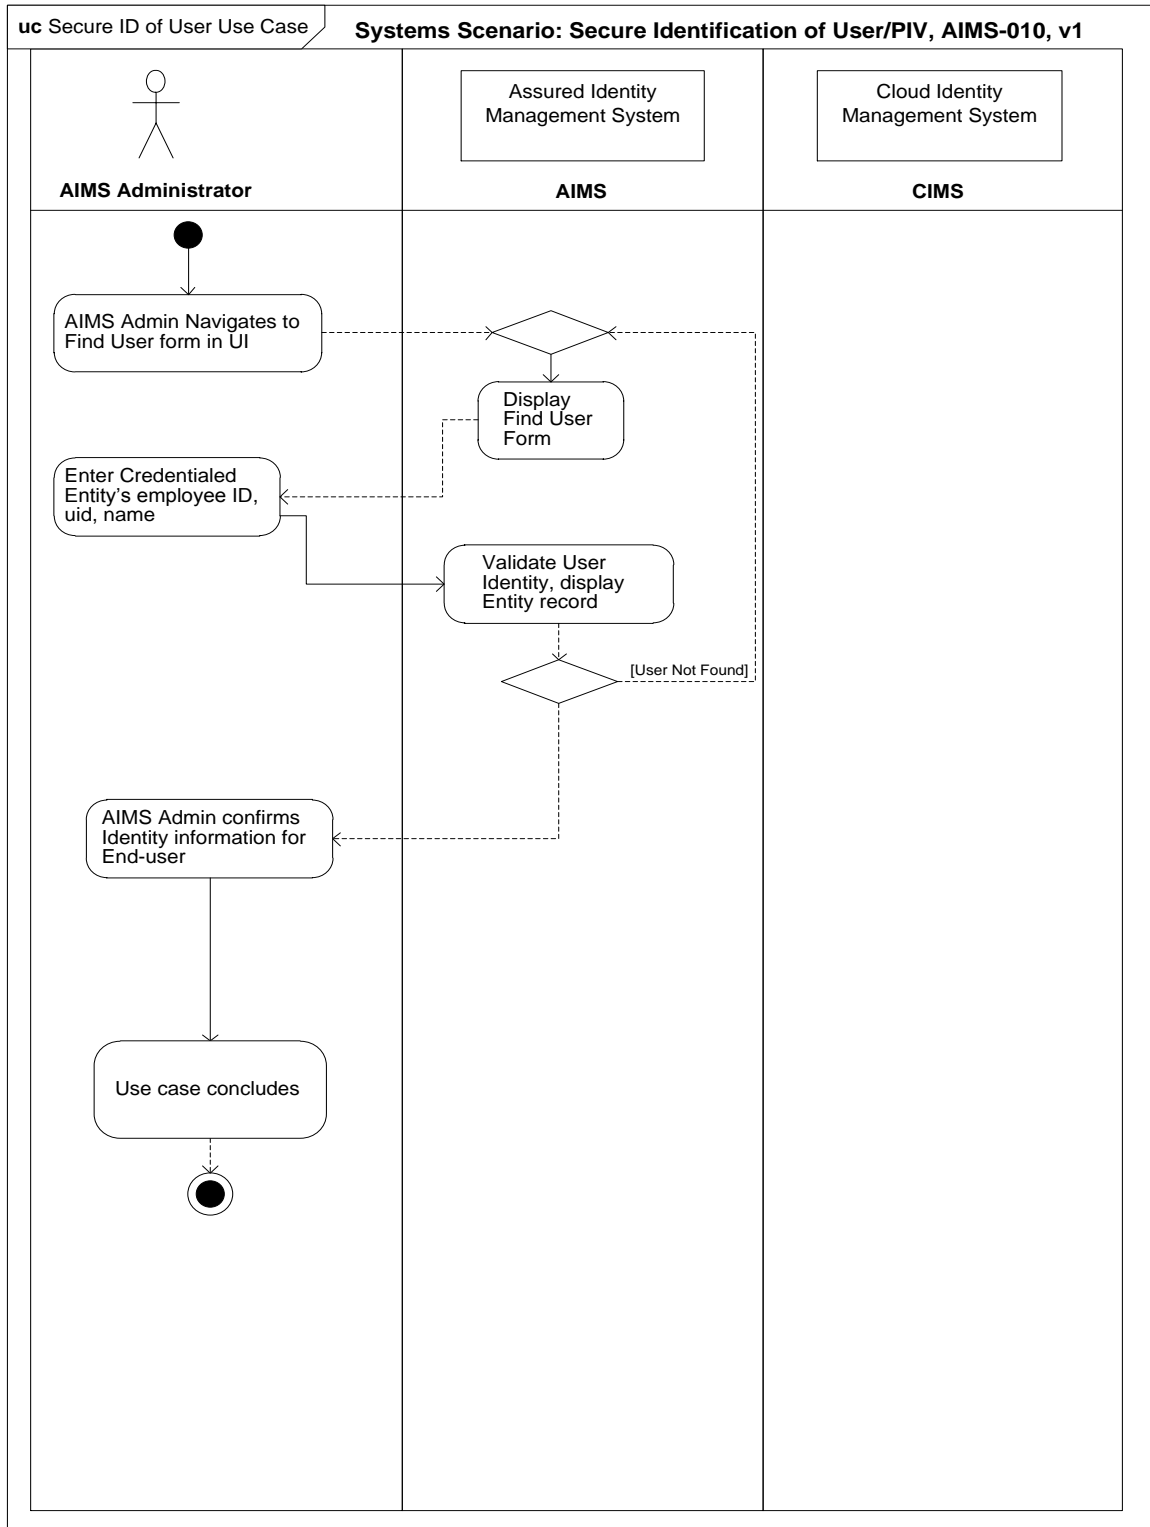 uc Secure ID of User Use Case
Systems Scenario: Secure Identification of User/PIV, AIMS-010, v1
AIMS Administrator
Assured Identity
Management System
AIMS
Cloud Identity
Management System
CIMS
AIMS Admin Navigates to
Find User form in UI
Display
Find User
Form
Enter Credentialed
Entity's employee ID,
uid, name
Validate User
Identity, display
Entity record
[User Not Found]
AIMS Admin confirms
Identity information for
End-user
Use case concludes